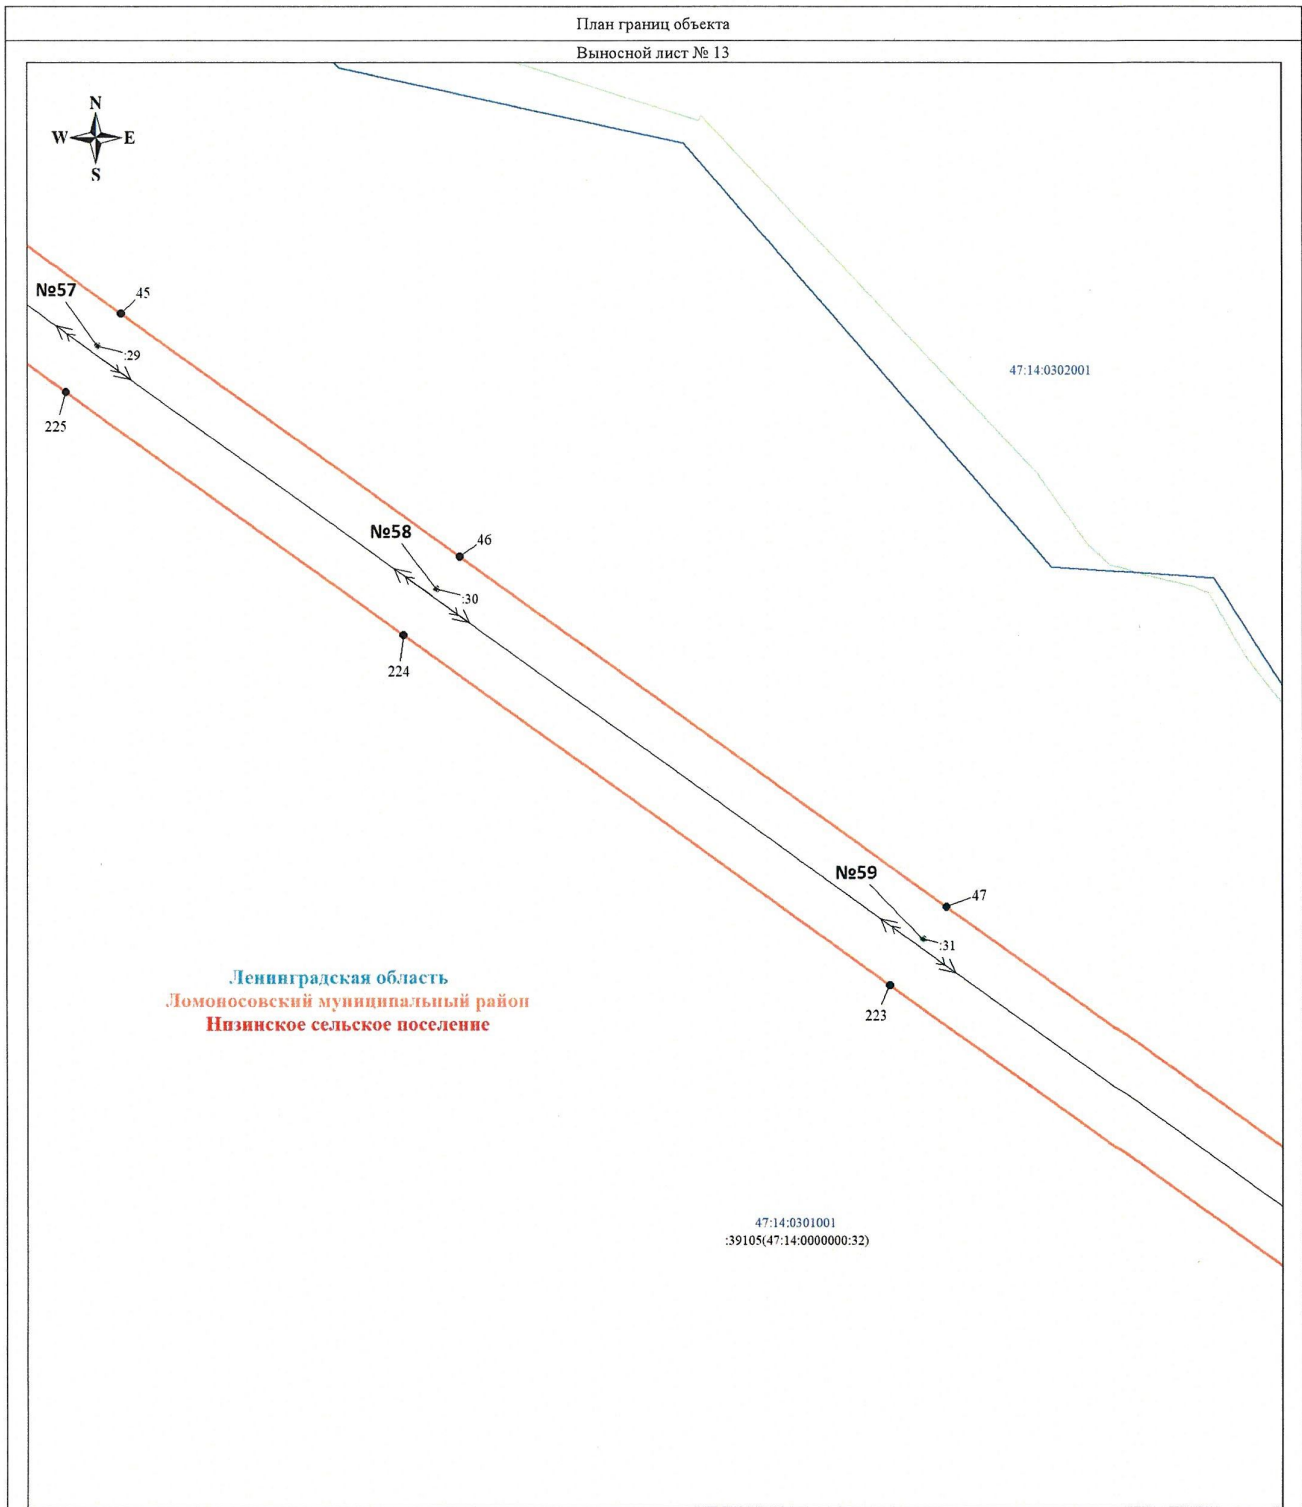 План границ объекта
Выносной лист № 13
N
W E
S
№57
45
:29
225
47:14:0302001
№58
46
:30
224
№59
47
:31
223
Ленинградская область
Ломоносовский муниципальный район
Низинское сельское поселение
47:14:0301001
:39105(47:14:0000000:32)